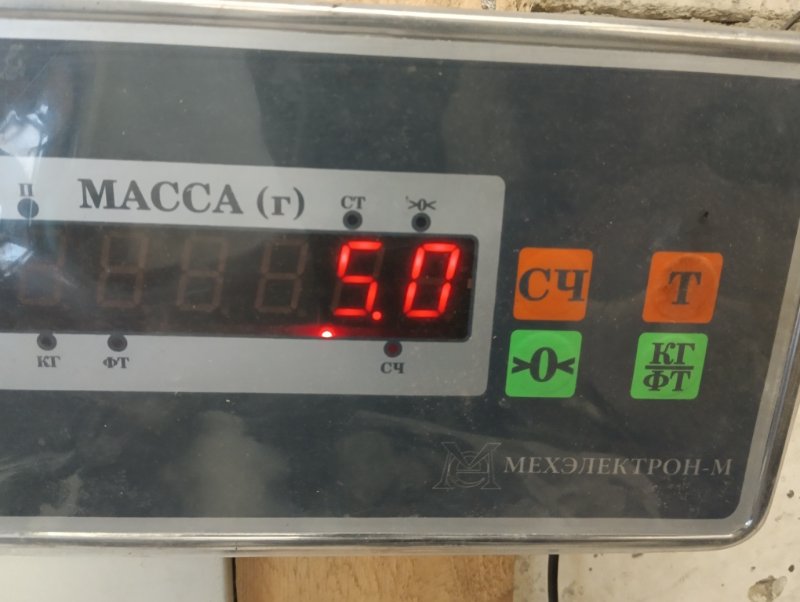 П
МАССА (г)
СТ
>0<
5.0
КГ
ФТ
СЧ
СЧ
Т
>0<
КГ
ФТ
МЕХЭЛЕКТРОН-М